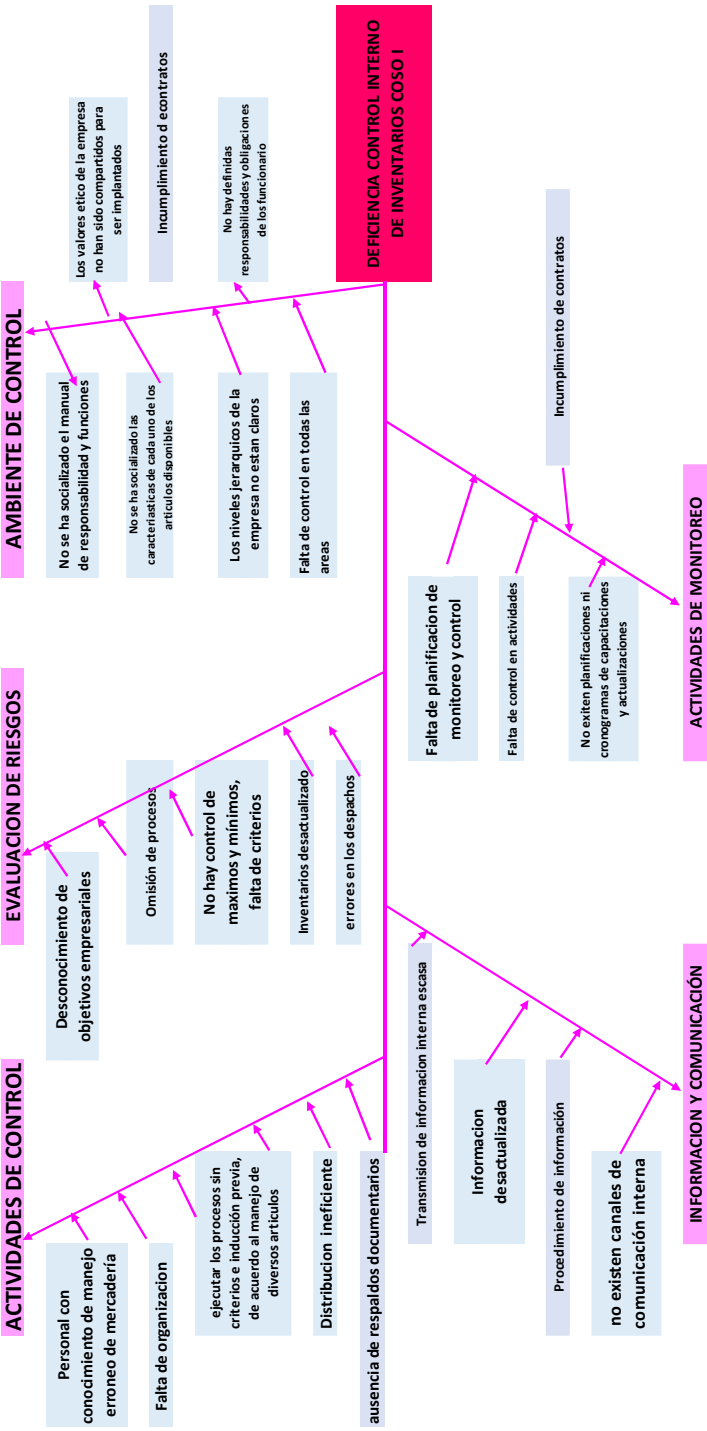 ACTIVIDADES DE CONTROL
EVALUACION DE RIESGOS
AMBIENTE DE CONTROL
Personal con
conocimiento de manejo
erroneo de mercadería
Falta de organizacion
ejecutar los procesos sin
criterios e inducción previa,
de acuerdo al manejo de
diversos articulos
Distribucion ineficiente
ausencia de respaldos documentarios
Desconocimiento de
objetivos empresariales
Omisión de procesos
No hay control de
maximos y mínimos,
falta de criterios
Inventarios desactualizado
errores en los despachos
No se ha socializado el manual
de responsabilidad y funciones
No se ha socializado las
caracteriasticas de cada uno de los
articulos disponibles
Los niveles jerarquicos de la
empresa no estan claros
Falta de control en todas las
areas
Los valores etico de la empresa
no han sido compartidos para
ser implantados
Incumplimiento d econtratos
No hay definidas
responsabilidades y obligaciones
de los funcionario
DEFICIENCIA CONTROL INTERNO
DE INVENTARIOS COSO I
Transmision de informacion interna escasa
Informacion
desactualizada
Procedimiento de información
no existen canales de
comunicación interna
INFORMACION Y COMUNICACIÓN
Falta de planificacion de
monitoreo y control
Falta de control en actividades
No exiten planificaciones ni
cronogramas de capacitaciones
y actualizaciones
Incumplimiento de contratos
ACTIVIDADES DE MONITOREO